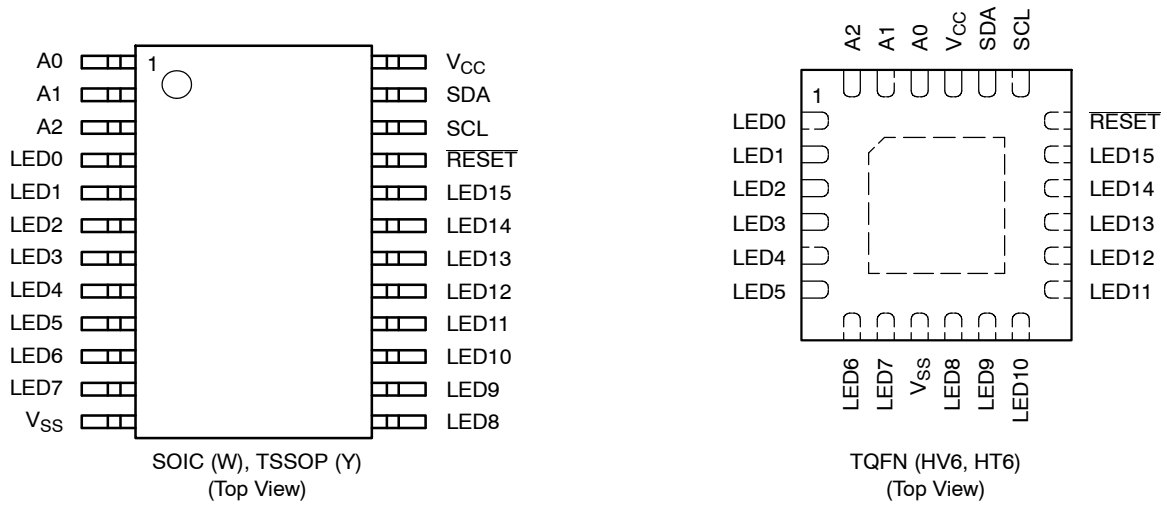 A0
A1
A2
LED0
LED1
LED2
LED3
LED4
LED5
LED6
LED7
VSS
1
VCC
SDA
SCL
RESET
LED15
LED14
LED13
LED12
LED11
LED10
LED9
LED8
SOIC (W), TSSOP (Y)
(Top View)
A2
A1
A0
VCC
SDA
SCL
1
LED0
LED1
LED2
LED3
LED4
LED5
RESET
LED15
LED14
LED13
LED12
LED11
LED6
LED7
VSS
LED8
LED9
LED10
TQFN (HV6, HT6)
(Top View)